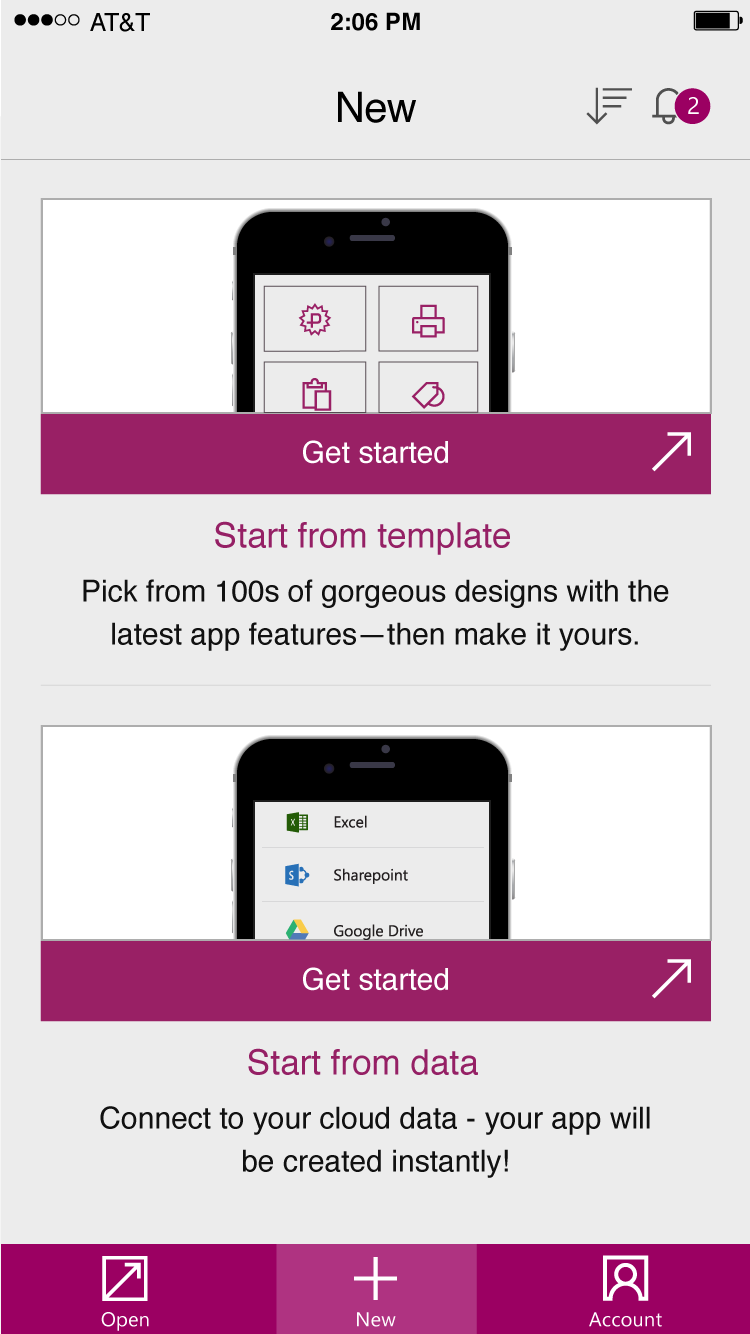 AT&T 2:06 PM
New
2
Get started
Start from template
Pick from 100s of gorgeous designs with the
latest app features—then make it yours.
Excel
Sharepoint
Google Drive
Get started
Start from data
Connect to your cloud data - your app will
be created instantly!
Open New Account